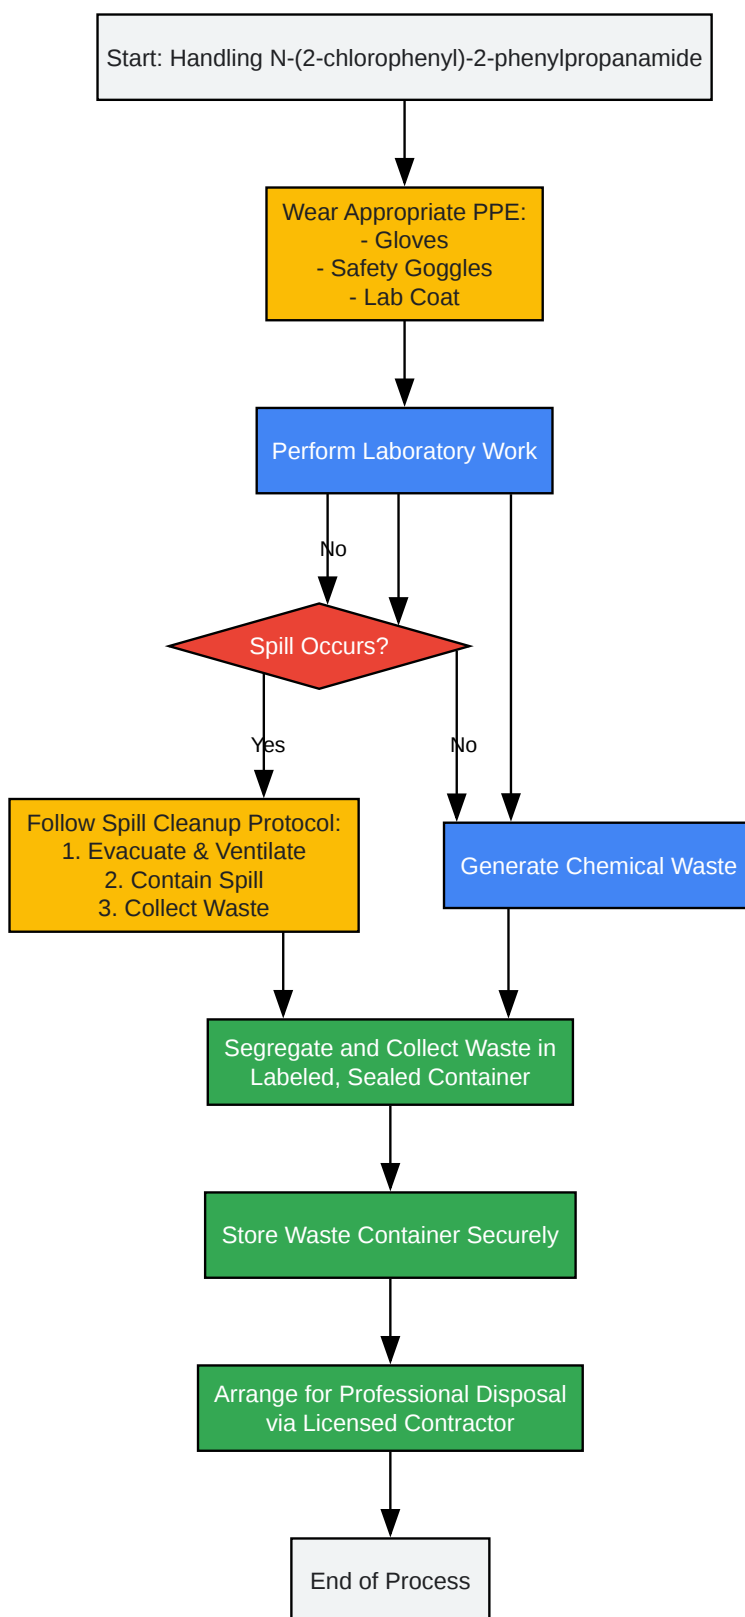 Start: Handling N-(2-chlorophenyl)-2-phenylpropanamide
Wear Appropriate PPE:
- Gloves
- Safety Goggles
- Lab Coat
Perform Laboratory Work
No
Spill Occurs?
Yes
No
Follow Spill Cleanup Protocol:
1. Evacuate & Ventilate
2. Contain Spill
3. Collect Waste
Generate Chemical Waste
Segregate and Collect Waste in
Labeled, Sealed Container
Store Waste Container Securely
Arrange for Professional Disposal
via Licensed Contractor
End of Process